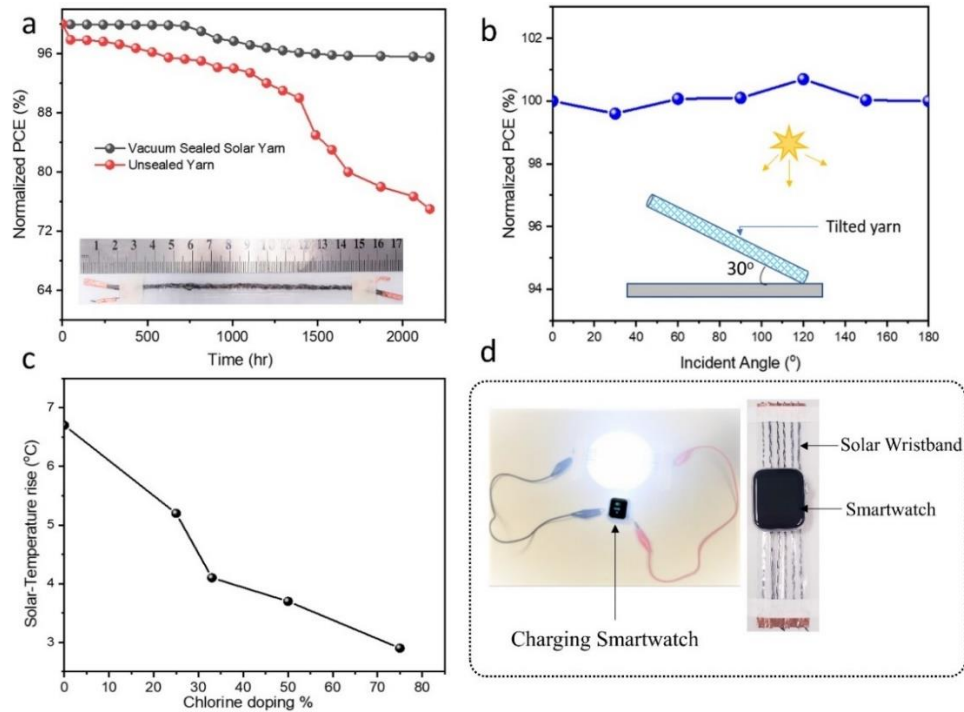 a
Normalized PCE (%)
96
88
80
72
64
Vacuum Sealed Solar Yarn
Unsealed Yarn
1 2 3 4 5 6 7 8 9 10 11 12 13 14 15 16 17
0 500 1000 1500 2000
Time (hr)
b
Normalized PCE (%)
102
100
98
96
94
Tilted yarn
30°
0 20 40 60 80 100 120 140 160 180
Incident Angle (°)
c
Solar-Temperature rise (°C)
7
6
5
4
3
0 10 20 30 40 50 60 70 80
Chlorine doping %
d
Solar Wristband
Smartwatch
Charging Smartwatch